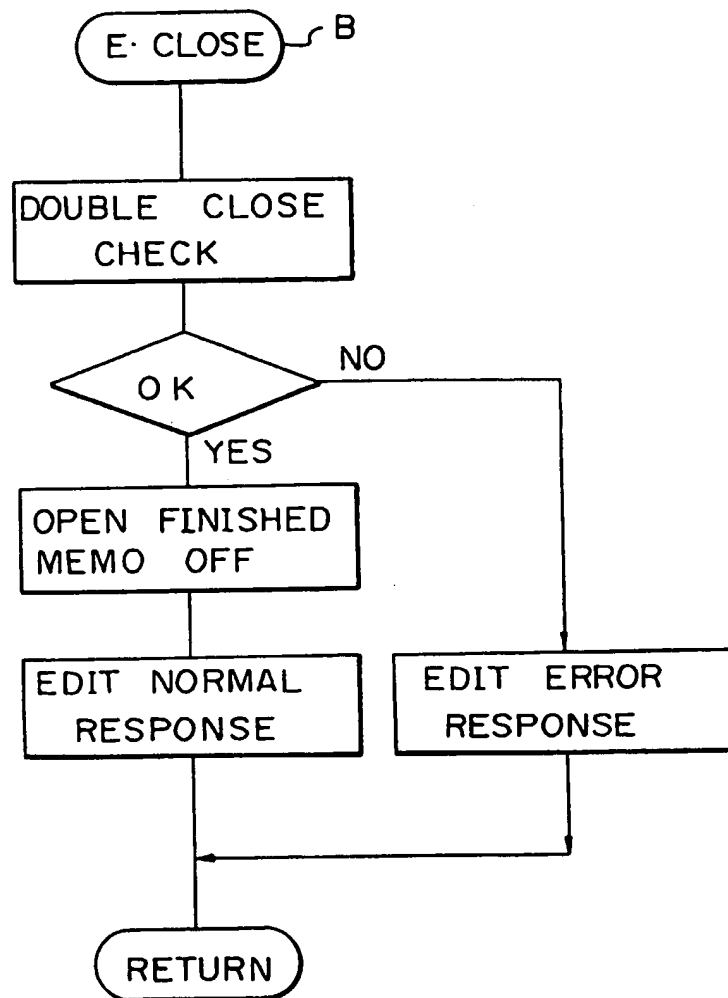 E· CLOSE
B
DOUBLE CLOSE
CHECK
OK
NO
YES
OPEN FINISHED
MEMO OFF
EDIT NORMAL
RESPONSE
EDIT ERROR
RESPONSE
RETURN